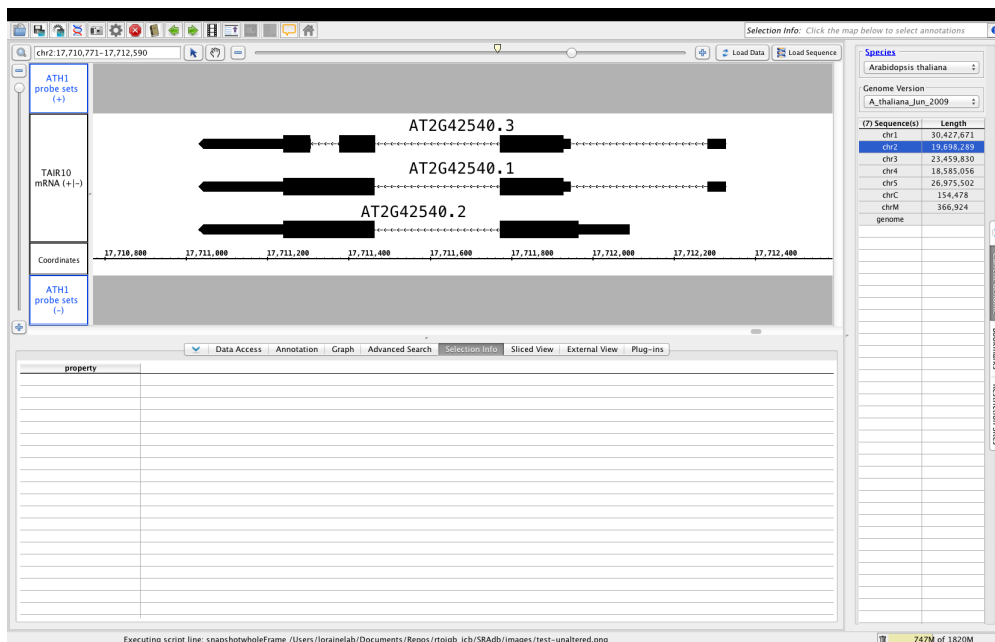 Selection Info: Click the map below to select annotations
chr2:17,710,771-17,712,590
Load Data
Load Sequence
ATH1
probe sets
(+)
TAIR10
mRNA (+|-)
Coordinates
ATH1
probe sets
(-)
AT2G42540.3
AT2G42540.1
AT2G42540.2
17,710,800 17,711,000 17,711,200 17,711,400 17,711,600 17,711,800 17,712,000 17,712,200 17,712,400
Species
Arabidopsis thaliana
Genome Version
A_thaliana_Jun_2009
(7) Sequence(s) Length
chr1 30,427,671
chr2 19,698,289
chr3 23,459,830
chr4 18,585,056
chr5 26,975,502
chrC 154,478
chrM 366,924
genome
Data Access Annotation Graph Advanced Search Selection Info Sliced View External View Plug-ins
property
Executing script line: snapshotwholeFrame /Users/lorainelab/Documents/Repos/rtoigb_icb/SRAdb/images/test-unaltered.png
747M of 1820M